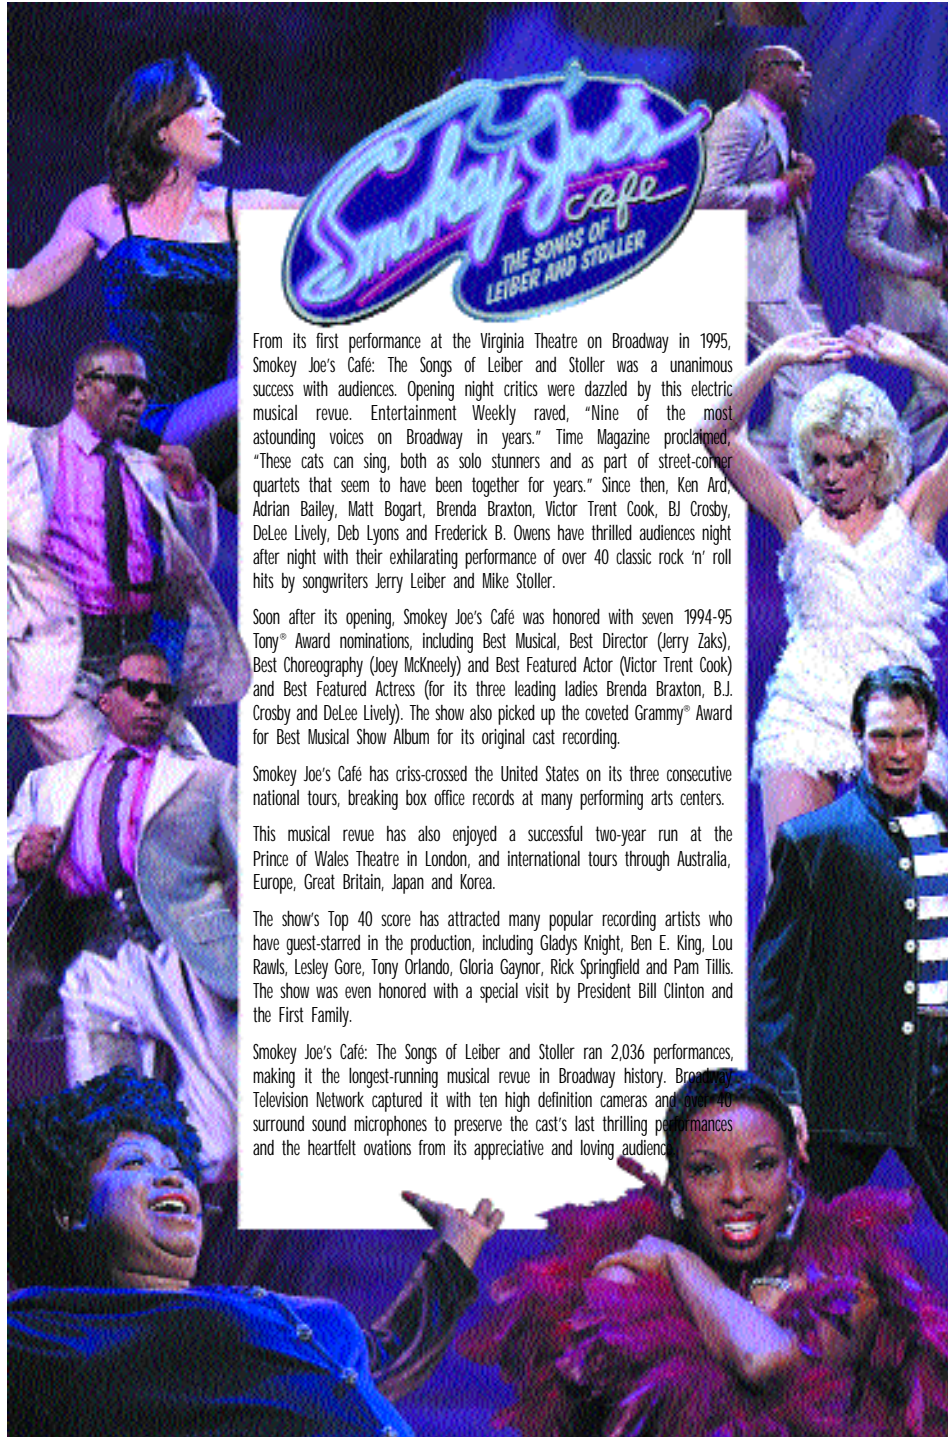 Smokey Joe's
cafe
THE SONGS OF
LEIBER AND STOLLER
From its first performance at the Virginia Theatre on Broadway in 1995,
Smokey Joe's Café: The Songs of Leiber and Stoller was a unanimous
success with audiences. Opening night critics were dazzled by this electric
musical revue. Entertainment Weekly raved, “Nine of the most
astounding voices on Broadway in years.” Time Magazine proclaimed,
“These cats can sing, both as solo stunners and as part of street-corner
quartets that seem to have been together for years.” Since then, Ken Ard,
Adrian Bailey, Matt Bogart, Brenda Braxton, Victor Trent Cook, BJ Crosby,
DeLee Lively, Deb Lyons and Frederick B. Owens have thrilled audiences night
after night with their exhilarating performance of over 40 classic rock ‘n’ roll
hits by songwriters Jerry Leiber and Mike Stoller.
Soon after its opening, Smokey Joe's Café was honored with seven 1994-95
Tony® Award nominations, including Best Musical, Best Director (Jerry Zaks),
Best Choreography (Joey McKneely) and Best Featured Actor (Victor Trent Cook)
and Best Featured Actress (for its three leading ladies Brenda Braxton, B.J.
Crosby and DeLee Lively). The show also picked up the coveted Grammy® Award
for Best Musical Show Album for its original cast recording.
Smokey Joe's Café has criss-crossed the United States on its three consecutive
national tours, breaking box office records at many performing arts centers.
This musical revue has also enjoyed a successful two-year run at the
Prince of Wales Theatre in London, and international tours through Australia,
Europe, Great Britain, Japan and Korea.
The show's Top 40 score has attracted many popular recording artists who
have guest-starred in the production, including Gladys Knight, Ben E. King, Lou
Rawls, Lesley Gore, Tony Orlando, Gloria Gaynor, Rick Springfield and Pam Tillis.
The show was even honored with a special visit by President Bill Clinton and
the First Family.
Smokey Joe's Café: The Songs of Leiber and Stoller ran 2,036 performances,
making it the longest-running musical revue in Broadway history. Broadway
Television Network captured it with ten high definition cameras and over 40
surround sound microphones to preserve the cast's last thrilling performances
and the heartfelt ovations from its appreciative and loving audience